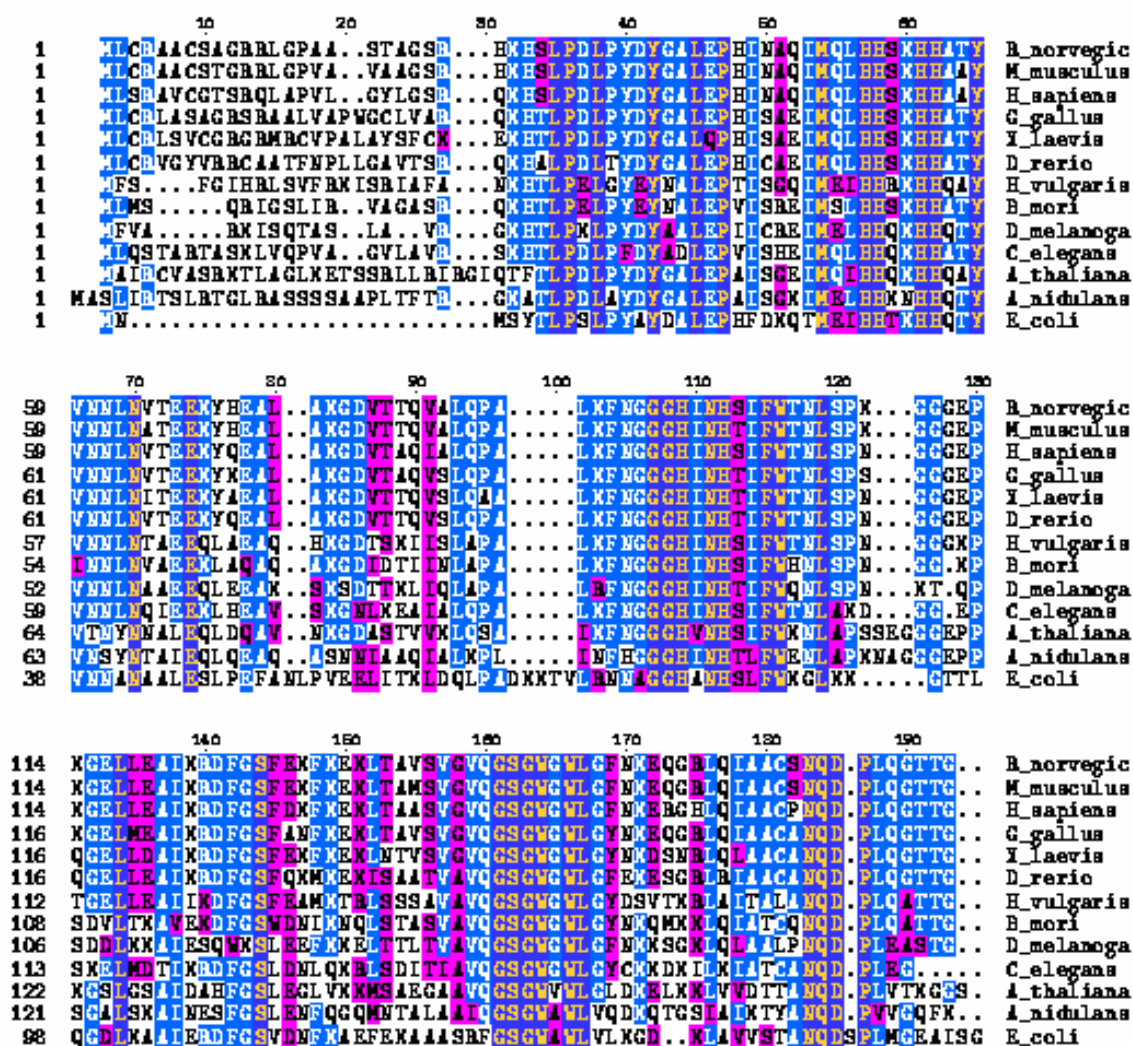 10 20 30 40 50 60
1 MLCRAACSAGRRLGPAA..STAGSR...HKHSLPDLPYDYGALEPHINAQIMQLHHSKHHATY R_norvegic
1 MLCRAACSTGRRLGPVA..VAAGSR...HKHSLPDLPYDYGALEPHINAQIMQLHHSKHHAAY M_musculus
1 MLSRAVCGTSRQLAPVL..GYLGSR...QKHSLPDLPYDYGALEPHINAQIMQLHHSKHHAAY H_sapiens
1 MLCRLASAGRSRAALVAPWGCLVAR...QKHTLPDLPYDYGALEPHISAEIMQLHHSKHHATY G_gallus
1 MLCRLSVCGRGRMRCVPALAYSFCK...EKHTLPDLPYDYGALQPHISAEIMQLHHSKHHATY X_laevis
1 MLCRVGYVRRCAATFNPLLGAVTSR...QKHALPDLTYDYGALEPHICAEIMQLHHSKHHATY D_rerio
1 MFS....FGIHRLSVFRKISRIAFA...NKHTLPELGYEYNALEPTISGQIMEIHHRKHHQAY H_vulgaris
1 MLMS.....QRIGSLIR..VAGASR...QKHTLPELPYEYNALEPVISREIMSLHHSKHHATY B_mori
1 MFVA.....RKISQTAS..LA..VR...GKHTLPKLPYDYAALEPIICREIMELHHQKHHQTY D_melanoga
1 MLQSTARTASKLVQPVA..GVLAVR...SKHTLPDLPFDYADLEPVISHEIMQLHHQKHHATY C_elegans
1 MAIRCVASRKTLAGLKETSSRLLRIRGIQTFTLPDLPYDYGALEPAISGEIMQIHHQKHHQAY A_thaliana
1 MASLIRTSLRTGLRASSSSAAPLTFTR...GKATLPDLAYDYGALEPAISGKIMELHHKNHHQTY A_nidulans
1 MN..........................MSYTLPSLPYAYDALEPHFDKQTMEIHHTKHHQTY E_coli
70 80 90 100 110 120 130
59 VNNLNVTEEKYHEAL..AKGDVTTQVALQPA.....LKFNGGGHINHSIFWTNLSPK...GGGEP R_norvegic
59 VNNLNATEEKYHEAL..AKGDVTTQVALQPA.....LKFNGGGHINHTIFWTNLSPK...GGGEP M_musculus
59 VNNLNVTEEKYQEAL..AKGDVTAQIALQPA.....LKFNGGGHINHSIFWTNLSPN...GGGEP H_sapiens
61 VNNLNVTEEKYKEAL..AKGDVTAQVSLQPA.....LKFNGGGHINHTIFWTNLSPS...GGGEP G_gallus
61 VNNLNITEEKYAEAL..AKGDVTTQVSLQAA.....LKFNGGGHINHTIFWTNLSPN...GGGEP X_laevis
61 VNNLNVTEEKYQEAL..AKGDVTTQVSLQPA.....LKFNGGGHINHTIFWTNLSPN...GGGEP D_rerio
57 VNNLNTAEEQLAEAQ..HKGDTSKIISLAPA.....LKFNGGGHINHTIFWTNLSPN...GGGKP H_vulgaris
54 INNLNVAEEKLAQAQ..AKGDIDTIINLAPA.....LKFNGGGHINHTIFWHNLSPN...GG.KP B_mori
52 VNNLNAAEEQLEEAK..SKSDTTKLIQLAPA.....LRFNGGGHINHTIFWQNLSPN...KT.QP D_melanoga
59 VNNLNQIEEKLHEAV..SKGNLKEAIALQPA.....LKFNGGGHINHSIFWTNLAKD...GG.EP C_elegans
64 VTNYNNALEQLDQAV..NKGDASTVVKLQSA.....IKFNGGGHVNHSIFWKNLAPSSEGGGEPP A_thaliana
63 VNSYNTAIEQLQEAQ..ASNNIAAQIALKPL.....INFHGGGHINHTLFWENLAPKNAGGGEPP A_nidulans
38 VNNANAALESLPEFANLPVEELITKLDQLPADKKTVLRNNAGGHANHSLFWKGLKK.....GTTL E_coli
140 150 160 170 180 190
114 KGELLEAIKRDFGSFEKFKEKLTAVSVGVQGSGWGWLGFNKEQGRLQIAACSNQD.PLQGTTG.. R_norvegic
114 KGELLEAIKRDFGSFEKFKEKLTAMSVGVQGSGWGWLGFNKEQGRLQIAACSNQD.PLQGTTG.. M_musculus
114 KGELLEAIKRDFGSFDKFKEKLTAASVGVQGSGWGWLGFNKERGHLQIAACPNQD.PLQGTTG.. H_sapiens
116 KGELMEAIKRDFGSFANFKEKLTAVSVGVQGSGWGWLGYNKEQGRLQIAACANQD.PLQGTTG.. G_gallus
116 QGELLDAIKRDFGSFEKFKEKLNTVSVGVQGSGWGWLGYNKDSNRLQLAACANQD.PLQGTTG.. X_laevis
116 QGELLEAIKRDFGSFQKMKEKISAATVAVQGSGWGWLGFEKESGRLRIAACANQD.PLQGTTG.. D_rerio
112 TGELLEAIIKDFGSFEAMKTRLSSSAVAVQGSGWGWLGYDSVTKRLAITALANQD.PLQATTG.. H_vulgaris
108 SDVLTKAVEKDFGSWDNIKNQLSTASVAVQGSGWGWLGYNKQMKKLQIATCQNQD.PLQATTG.. B_mori
106 SDDLKKAIESQWKSLEEFKKELTTLTVAVQGSGWGWLGFNKKSGKLQLAALPNQD.PLEASTG.. D_melanoga
113 SKELMDTIKRDFGSLDNLQKRLSDITIAVQGSGWGWLGYCKKDKILKIATCANQD.PLEG..... C_elegans
122 KGSLGSAIDAHFGSLEGLVKKMSAEGAAVQGSGWVWLGLDKELKKLVVDTTANQD.PLVTKGGS. A_thaliana
121 SGALSKAINESFGSLENFQGQMNTALAAIQGSGWAWLVQDKQTGSIAIKTYANQD.PVVGQFK.. A_nidulans
98 QGDLKAAIERDFGSVDNFKAEFEKAAASRFGSGWAWLVLKGD..KLAVVSTANQDSPLMGEAISG E_coli